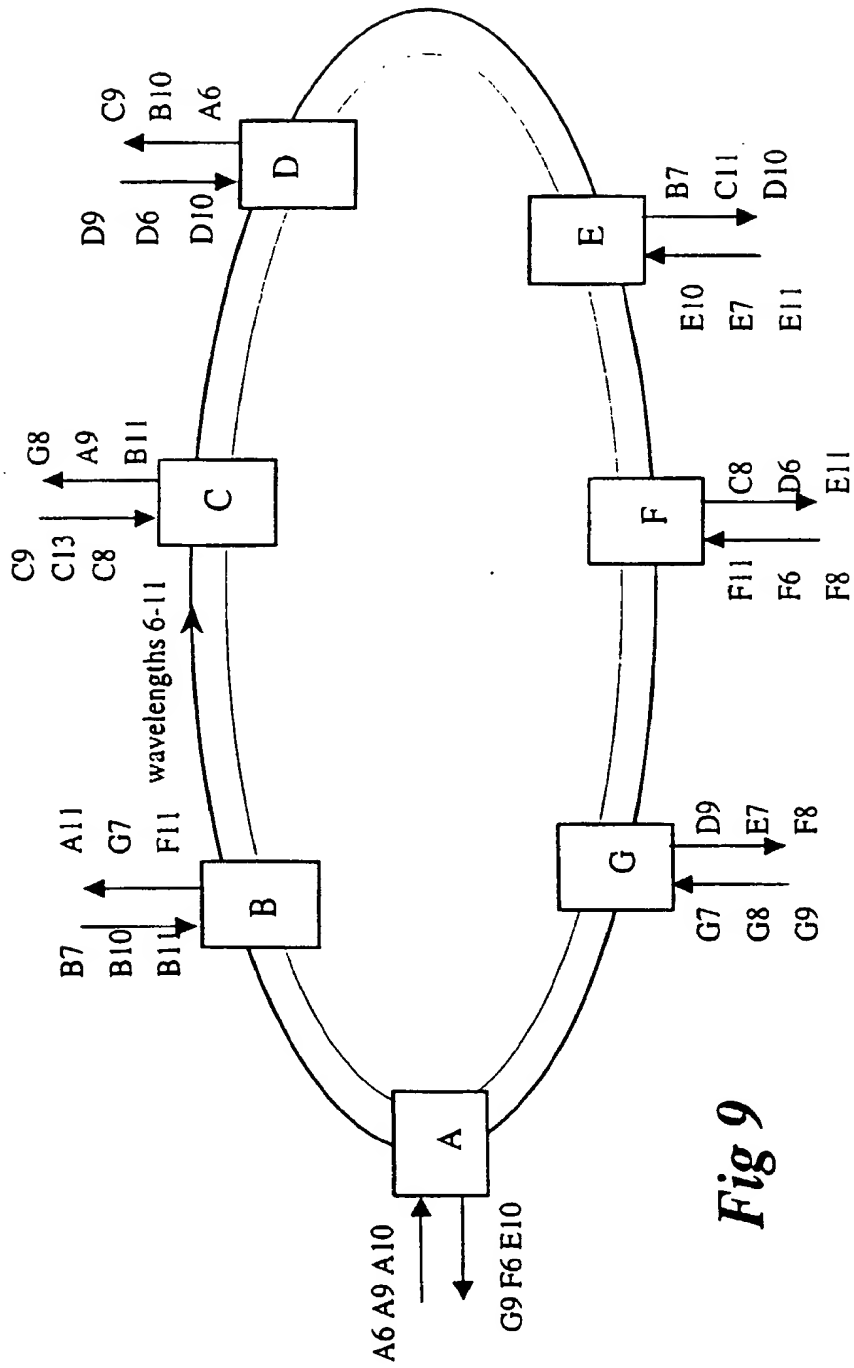 A6 A9 A10
G9 F6 E10
A
B7
B10
B11
A11
G7
F11
B
wavelengths 6-11
C9
C13
C8
G8
A9
B11
C
D9
D6
D10
C9
B10
A6
D
E
E10
E7
E11
B7
C11
D10
F
F11
F6
F8
C8
D6
E11
G
G7
G8
G9
D9
E7
F8
Fig 9